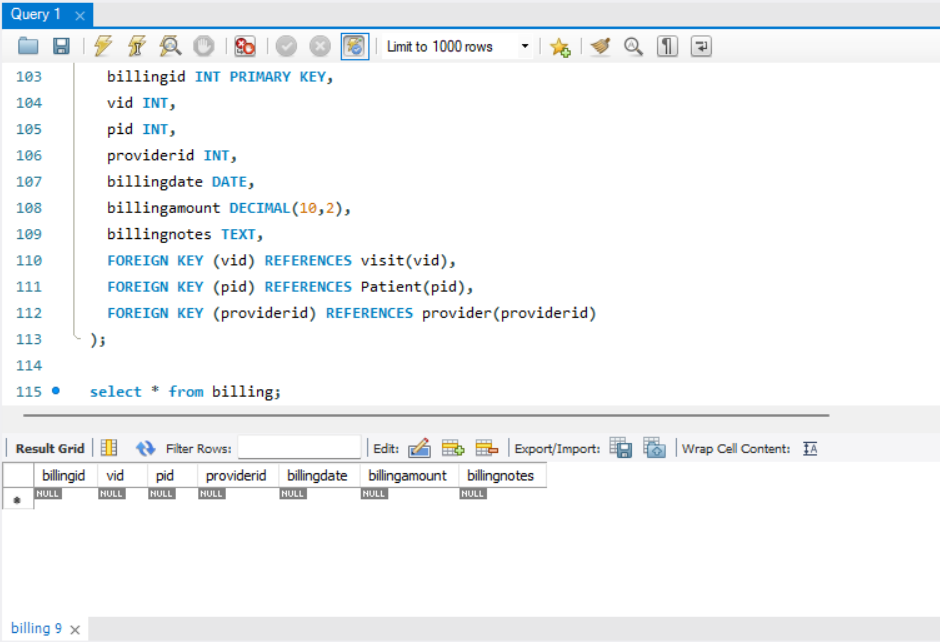 Query 1
Limit to 1000 rows
103 billingid INT PRIMARY KEY,
104 vid INT,
105 pid INT,
106 providerid INT,
107 billingdate DATE,
108 billingamount DECIMAL(10,2),
109 billingnotes TEXT,
110 FOREIGN KEY (vid) REFERENCES visit(vid),
111 FOREIGN KEY (pid) REFERENCES Patient(pid),
112 FOREIGN KEY (providerid) REFERENCES provider(providerid)
113 );
114
115 select * from billing;
Result Grid Filter Rows: Edit: Export/Import: Wrap Cell Content:
billingid vid pid providerid billingdate billingamount billingnotes
* NULL NULL NULL NULL NULL NULL NULL
billing 9